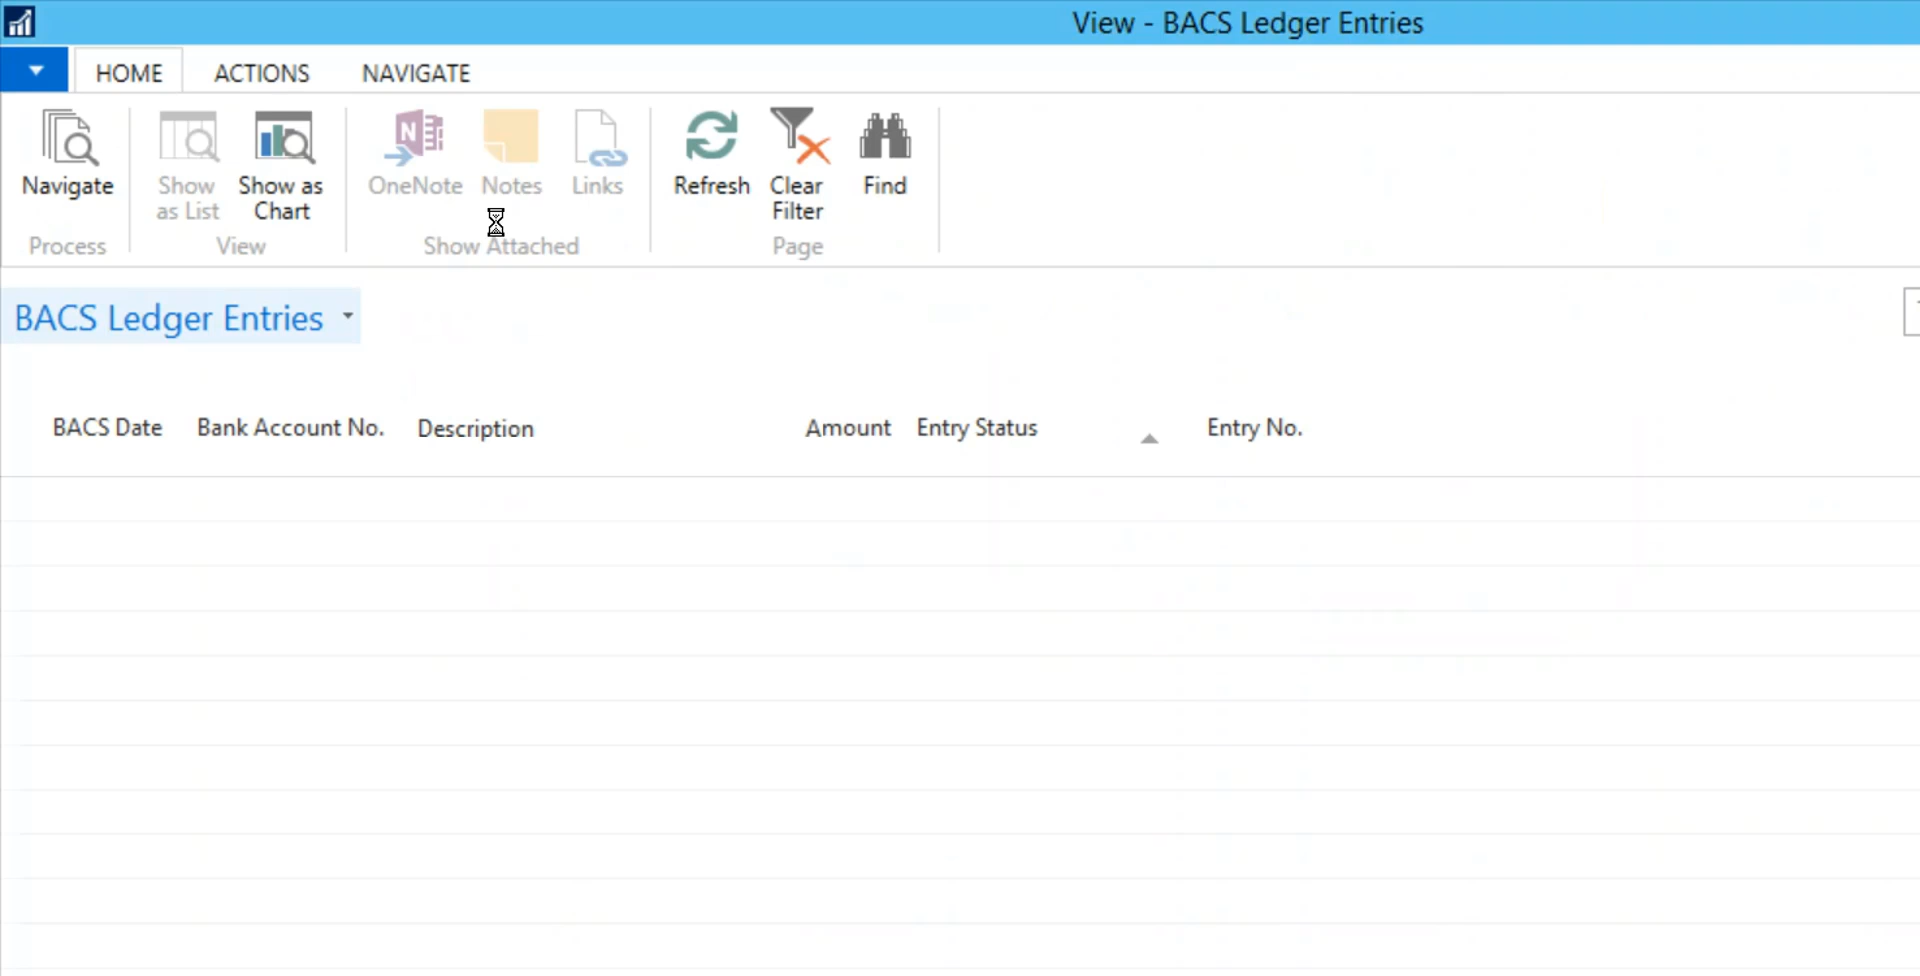 View - BACS Ledger Entries
HOME ACTIONS NAVIGATE
Navigate Show as List Show as Chart OneNote Notes Links Refresh Clear Filter Find
Process View Show Attached Page
BACS Ledger Entries
BACS Date Bank Account No. Description Amount Entry Status Entry No.